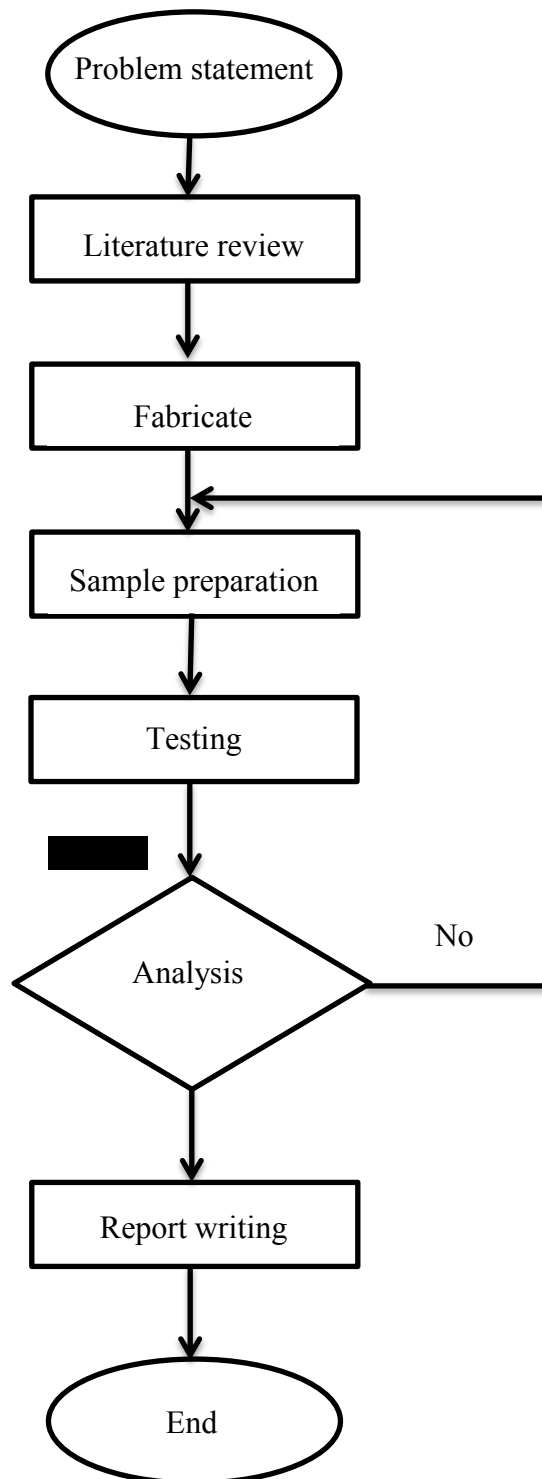 Problem statement
Literature review
Fabricate
Sample preparation
Testing
Analysis
No
Report writing
End